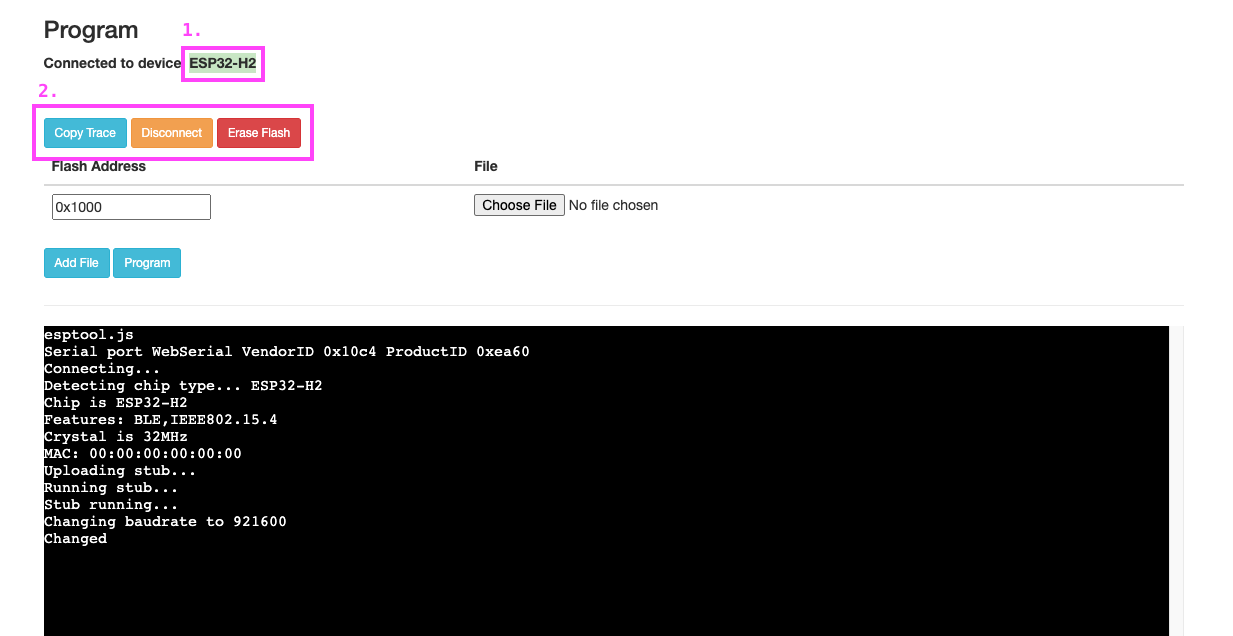 Program
1.
Connected to device ESP32-H2
2.
Copy Trace Disconnect Erase Flash
Flash Address File
0x1000 Choose File No file chosen
Add File Program
esptool.js
Serial port WebSerial VendorID 0x10c4 ProductID 0xea60
Connecting...
Detecting chip type... ESP32-H2
Chip is ESP32-H2
Features: BLE,IEEE802.15.4
Crystal is 32MHz
MAC: 00:00:00:00:00:00
Uploading stub...
Running stub...
Stub running...
Changing baudrate to 921600
Changed